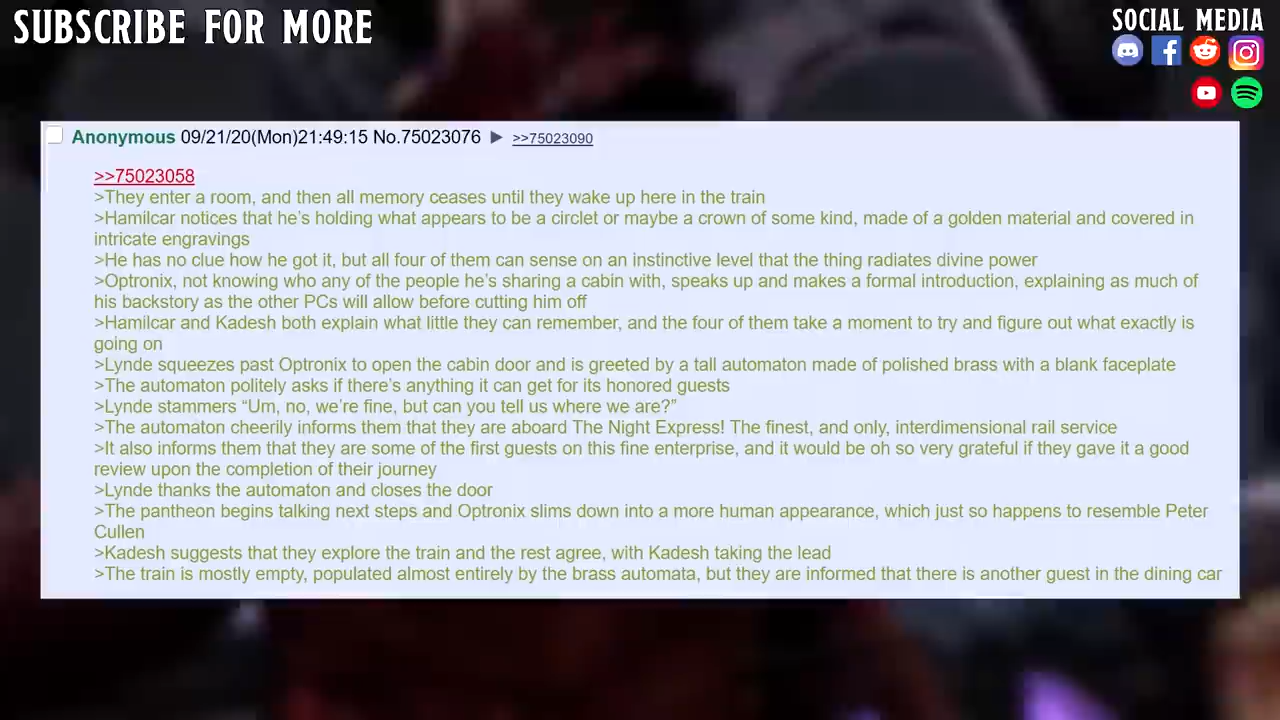 SUBSCRIBE FOR MORE
SOCIAL MEDIA
Anonymous 09/21/20(Mon)21:49:15 No.75023076 ▶ >>75023090
>>75023058
>They enter a room, and then all memory ceases until they wake up here in the train
>Hamilcar notices that he's holding what appears to be a circlet or maybe a crown of some kind, made of a golden material and covered in
intricate engravings
>He has no clue how he got it, but all four of them can sense on an instinctive level that the thing radiates divine power
>Optronix, not knowing who any of the people he's sharing a cabin with, speaks up and makes a formal introduction, explaining as much of
his backstory as the other PCs will allow before cutting him off
>Hamilcar and Kadesh both explain what little they can remember, and the four of them take a moment to try and figure out what exactly is
going on
>Lynde squeezes past Optronix to open the cabin door and is greeted by a tall automaton made of polished brass with a blank faceplate
>The automaton politely asks if there's anything it can get for its honored guests
>Lynde stammers “Um, no, we're fine, but can you tell us where we are?”
>The automaton cheerily informs them that they are aboard The Night Express! The finest, and only, interdimensional rail service
>It also informs them that they are some of the first guests on this fine enterprise, and it would be oh so very grateful if they gave it a good
review upon the completion of their journey
>Lynde thanks the automaton and closes the door
>The pantheon begins talking next steps and Optronix slims down into a more human appearance, which just so happens to resemble Peter
Cullen
>Kadesh suggests that they explore the train and the rest agree, with Kadesh taking the lead
>The train is mostly empty, populated almost entirely by the brass automata, but they are informed that there is another guest in the dining car